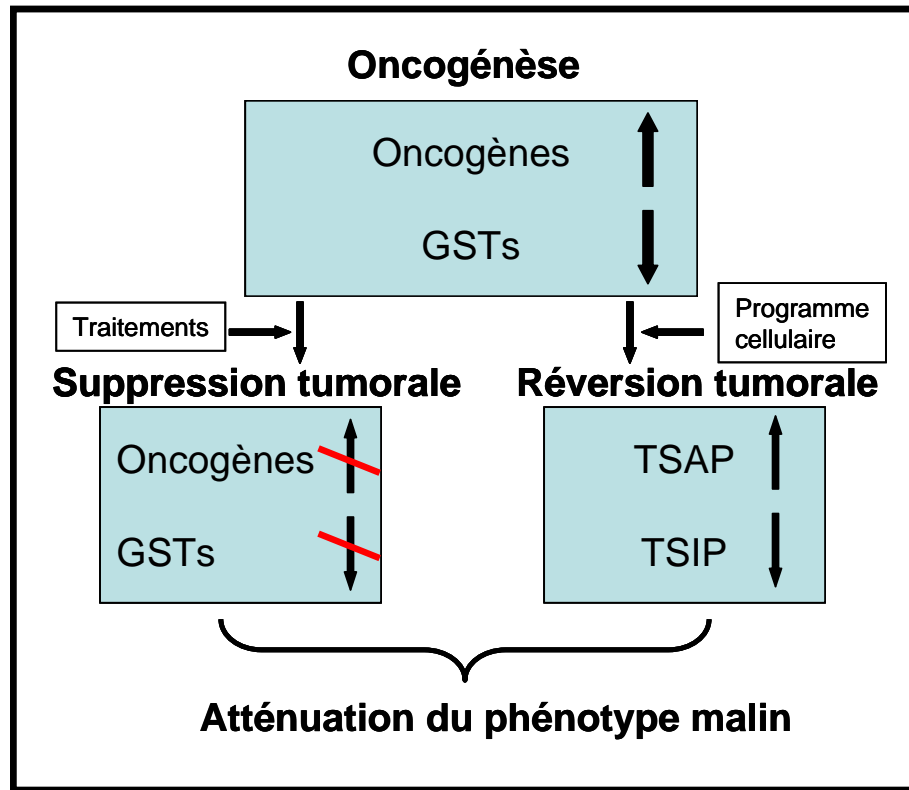 Oncogénèse
Oncogènes
GSTs
Traitements
Programme
cellulaire
Suppression tumorale
Réversion tumorale
Oncogènes
GSTs
TSAP
TSIP
Atténuation du phénotype malin